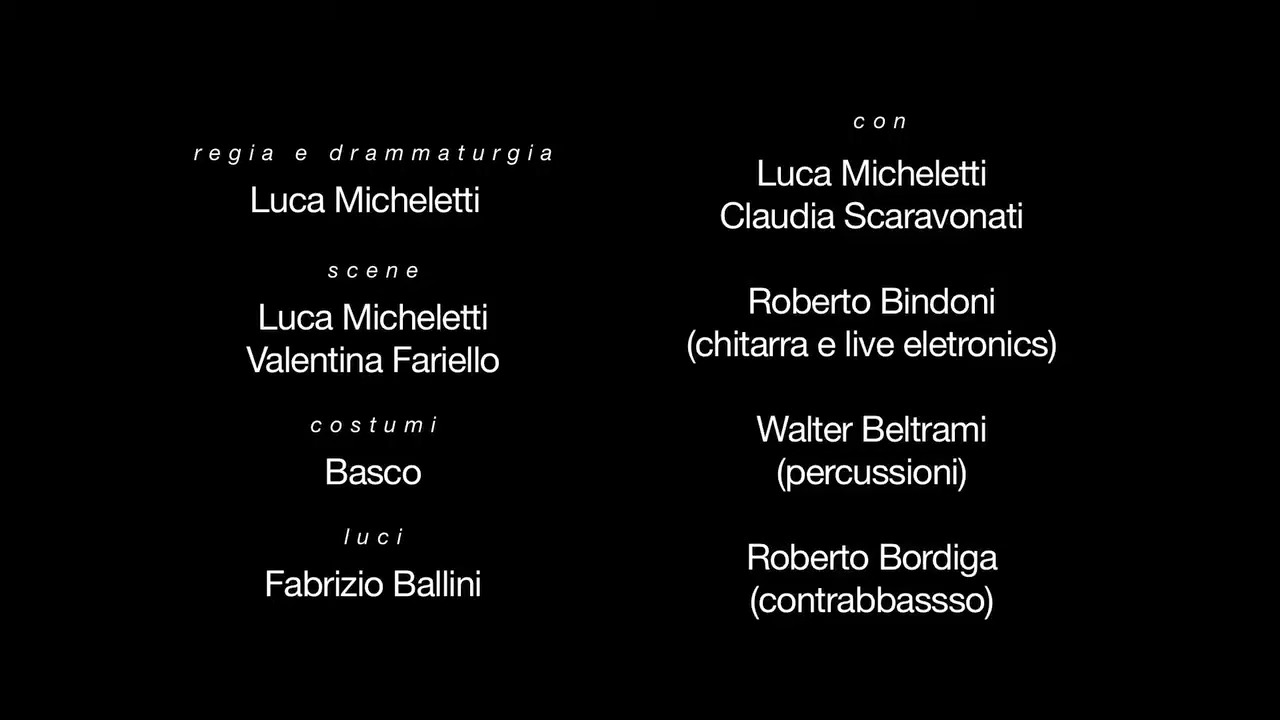 regia e drammaturgia
Luca Micheletti
scene
Luca Micheletti
Valentina Fariello
costumi
Basco
luci
Fabrizio Ballini
con
Luca Micheletti
Claudia Scaravonati
Roberto Bindoni
(chitarra e live eletronics)
Walter Beltrami
(percussioni)
Roberto Bordiga
(contrabbassso)